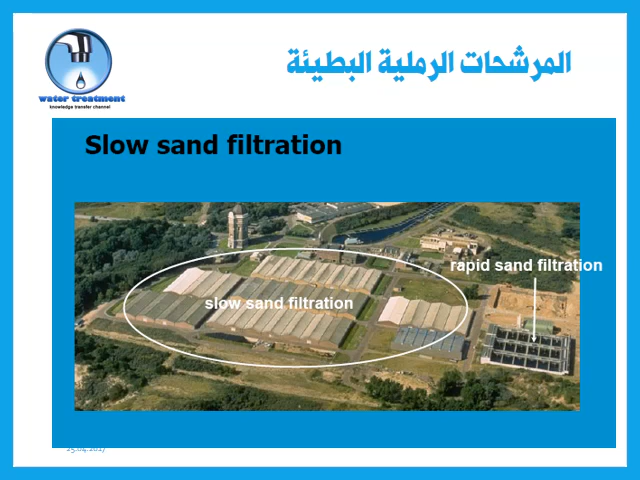 المرشحات الرملية البطيئة
water treatment
knowledge transfer channel
Slow sand filtration
rapid sand filtration
slow sand filtration